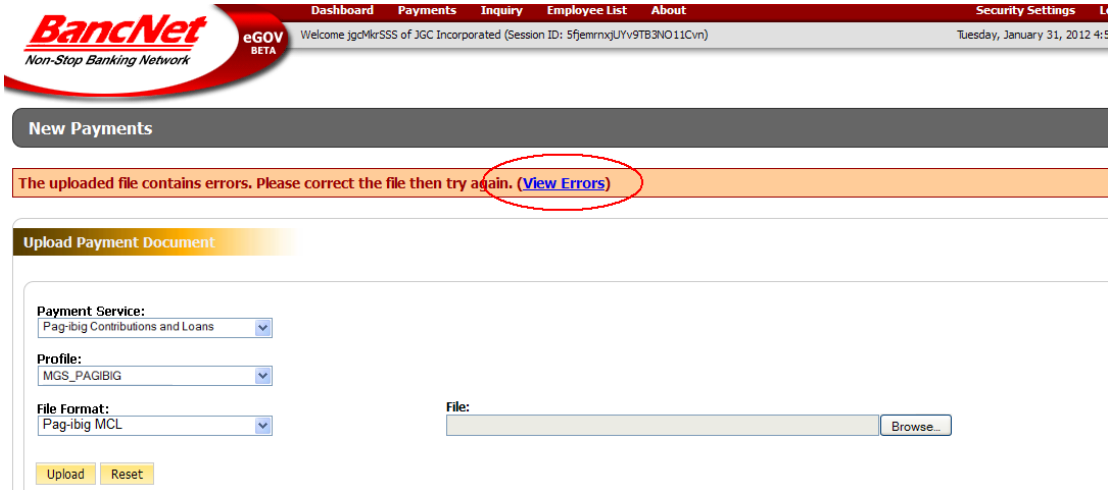 Dashboard Payments Inquiry Employee List About Security Settings
BancNet
eGOV
BETA
Non-Stop Banking Network
Welcome jgcMkrSSS of JGC Incorporated (Session ID: 5fjemrnxjUYv9TB3NO11Cvn) Tuesday, January 31, 2012 4:5
New Payments
The uploaded file contains errors. Please correct the file then try again. (View Errors)
Upload Payment Document
Payment Service:
Pag-ibig Contributions and Loans
Profile:
MGS_PAGIBIG
File Format: File:
Pag-ibig MCL Browse...
Upload Reset